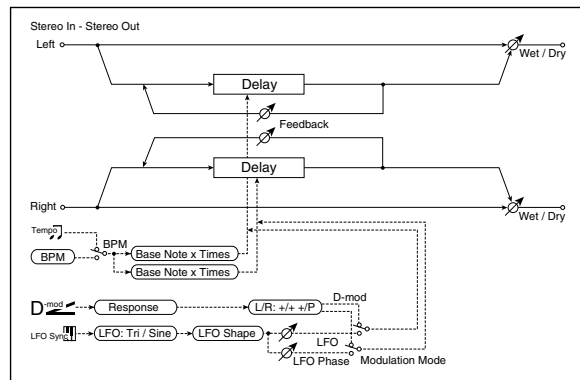 Stereo In - Stereo Out
Left
Wet / Dry
Delay
Feedback
Delay
Right
Wet / Dry
Tempo
BPM
BPM
Base Note x Times
Base Note x Times
D-mod
Response
L/R: +/+ +/P
D-mod
LFO Sync
LFO: Tri / Sine
LFO Shape
LFO
LFO Phase
Modulation Mode